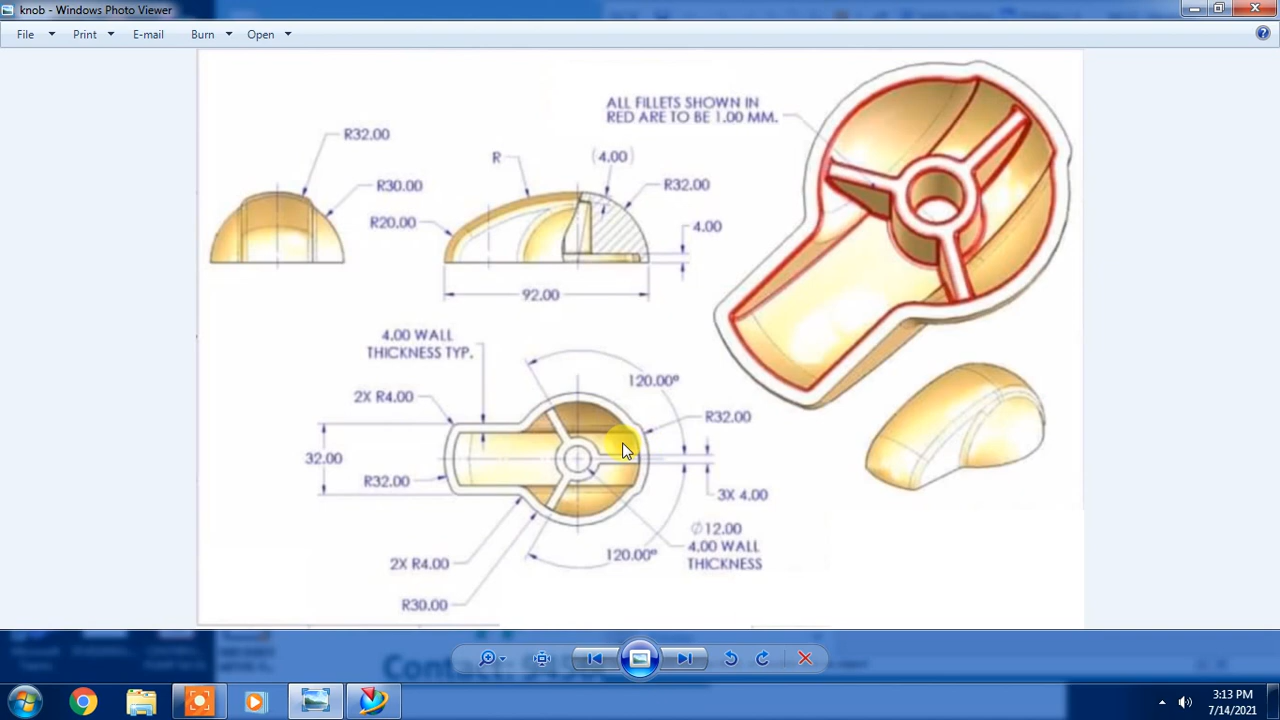 knob - Windows Photo Viewer
File Print E-mail Burn Open
ALL FILLETS SHOWN IN
RED ARE TO BE 1.00 MM.
R32.00
R
(4.00)
R30.00
R32.00
R20.00
4.00
92.00
4.00 WALL
THICKNESS TYP.
120.00°
2X R4.00
R32.00
32.00
R32.00
3X 4.00
Ø12.00
4.00 WALL
THICKNESS
120.00°
2X R4.00
R30.00
Contact:
3:13 PM
7/14/2021